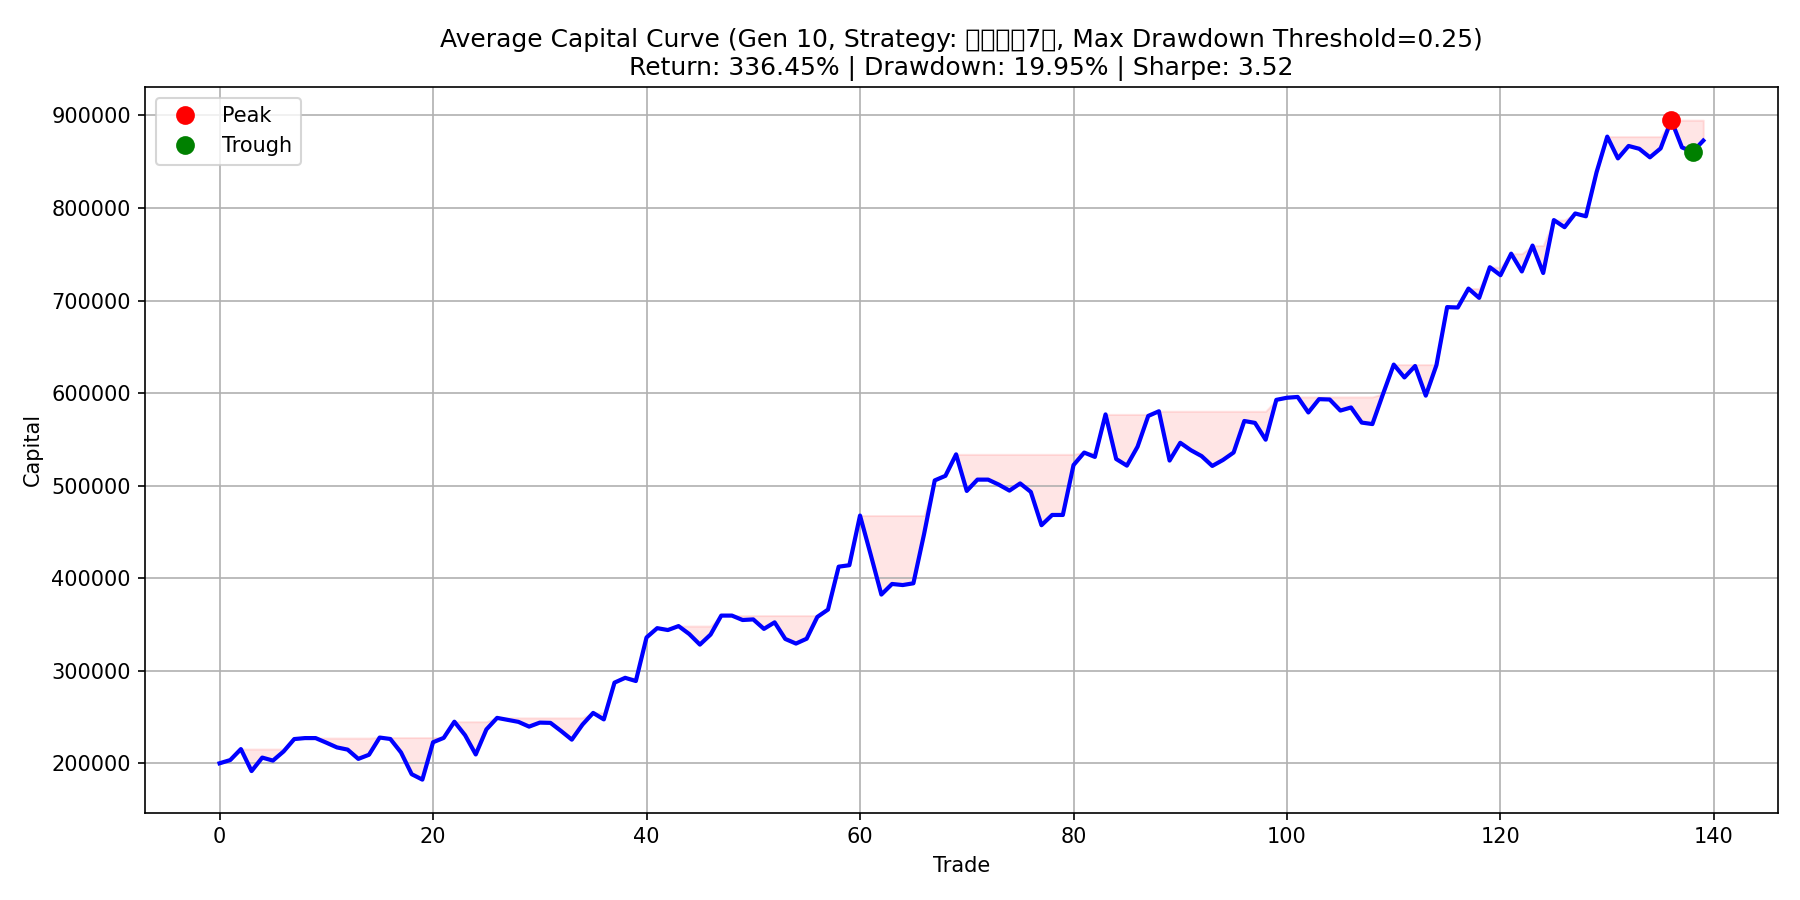 Average Capital Curve (Gen 10, Strategy: 7, Max Drawdown Threshold=0.25)
Return: 336.45% | Drawdown: 19.95% | Sharpe: 3.52
Peak
Trough
900000
800000
700000
600000
500000
400000
300000
200000
Capital
0 20 40 60 80 100 120 140
Trade